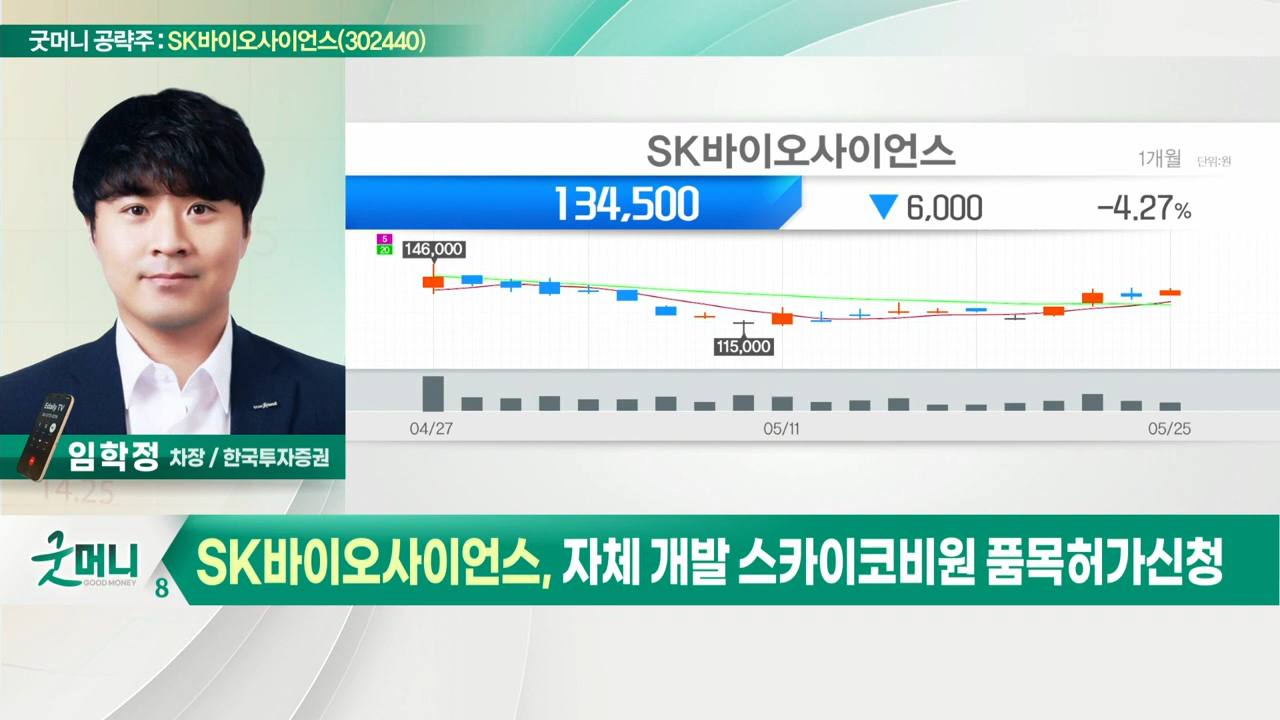 굿머니 공략주 : SK바이오사이언스(302440)
SK바이오사이언스
1개월 단위:원
134,500 ▼ 6,000 -4.27%
5
20
146,000
115,000
04/27 05/11 05/25
Edaily TV
임학정 차장 / 한국투자증권
14.25
굿머니
GOOD MONEY
8
SK바이오사이언스, 자체 개발 스카이코비원 품목허가신청